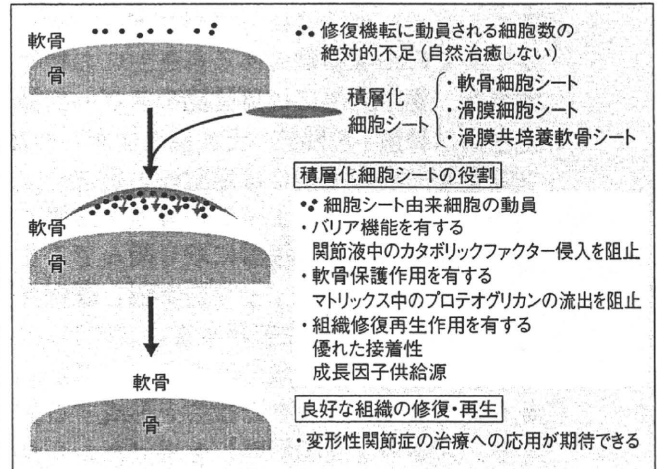 軟骨
骨
修復機転に動員される細胞数の
絶対的不足（自然治癒しない）
積層化
細胞シート
・軟骨細胞シート
・滑膜細胞シート
・滑膜共培養軟骨シート
積層化細胞シートの役割
細胞シート由来細胞の動員
・バリア機能を有する
関節液中のカタボリックファクター侵入を阻止
・軟骨保護作用を有する
マトリックス中のプロテオグリカンの流出を阻止
・組織修復再生作用を有する
優れた接着性
成長因子供給源
軟骨
骨
軟骨
骨
良好な組織の修復・再生
・変形性関節症の治療への応用が期待できる